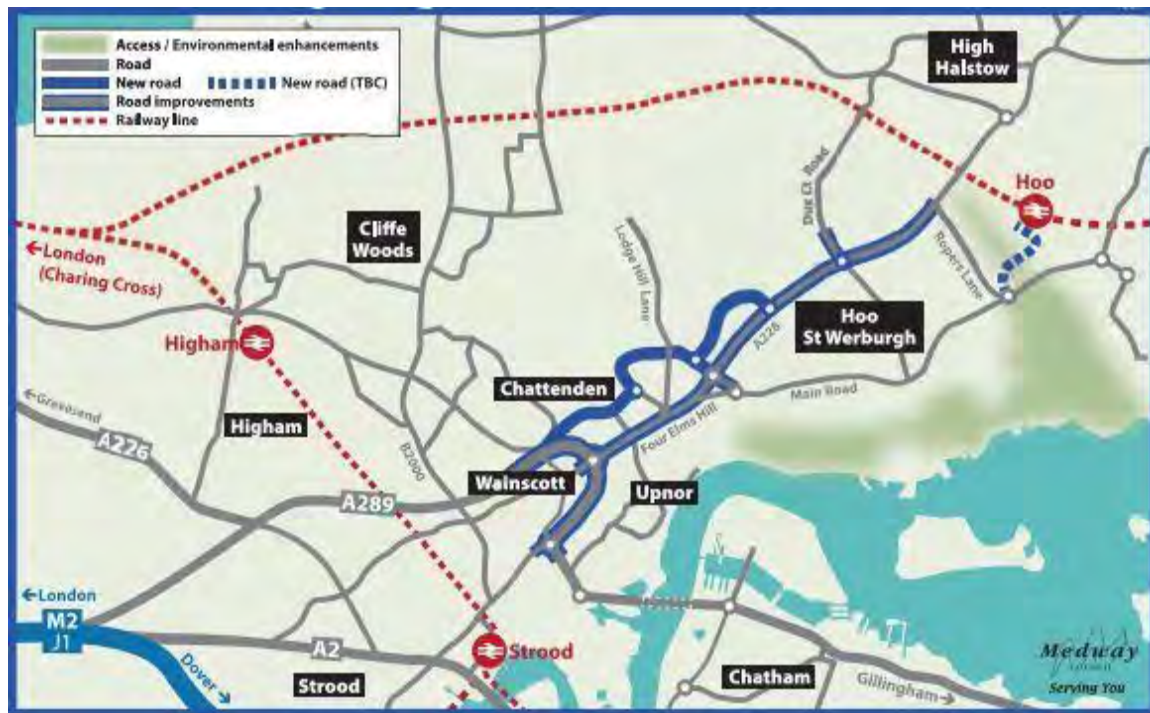 Access / Environmental enhancements
Road
New road
New road (TBC)
Road improvements
Railway line
High
Halstow
Hoo
Dux Ct Road
Cliffe
Woods
Lodge Hill Lane
Ropers Lane
←London
(Charing Cross)
Hoo
St Werburgh
A226
Higham
Chattenden
Main Road
←Gravesend
Higham
Four Elms Hill
A226
B2000
Wainscott
Upnor
A289
←London
M2
J1
A2
Strood
Dover→
Strood
Chatham
Gillingham→
Medway
Serving You